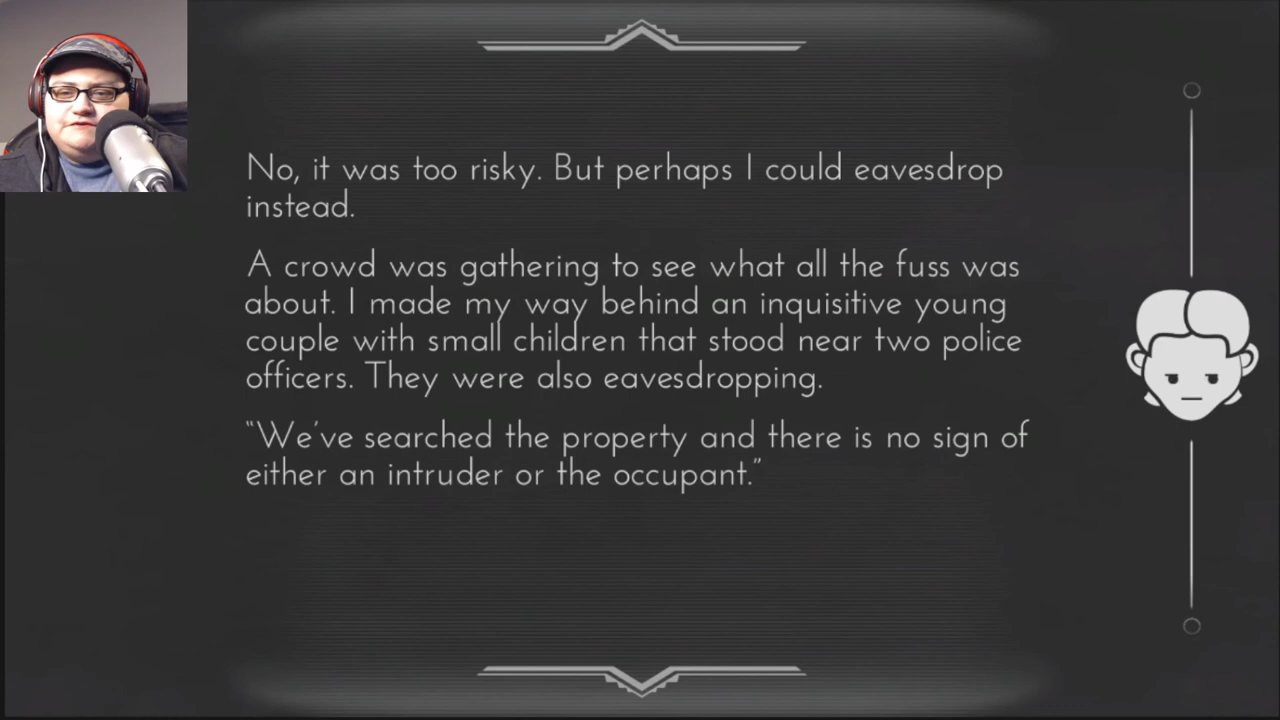 No, it was too risky. But perhaps I could eavesdrop
instead.
A crowd was gathering to see what all the fuss was
about. I made my way behind an inquisitive young
couple with small children that stood near two police
officers. They were also eavesdropping.
“We’ve searched the property and there is no sign of
either an intruder or the occupant.”